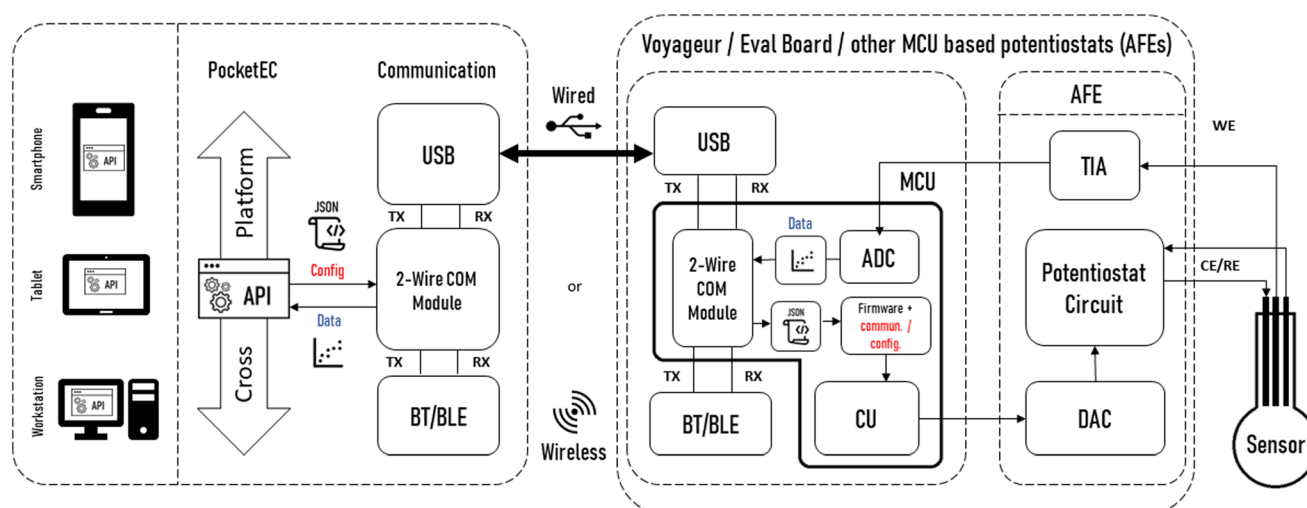 Voyageur / Eval Board / other MCU based potentiostats (AFEs)
PocketEC
Communication
Smartphone
API
Tablet
API
Workstation
API
Platform
API
Cross
JSON
Config
Data
USB
TX
RX
2-Wire COM
Module
TX
RX
BT/BLE
Wired
or
Wireless
USB
TX
RX
MCU
2-Wire
COM
Module
Data
ADC
JSON
Firmware +
commun. /
config.
TX
RX
BT/BLE
CU
AFE
TIA
Potentiostat
Circuit
DAC
WE
CE/RE
Sensor